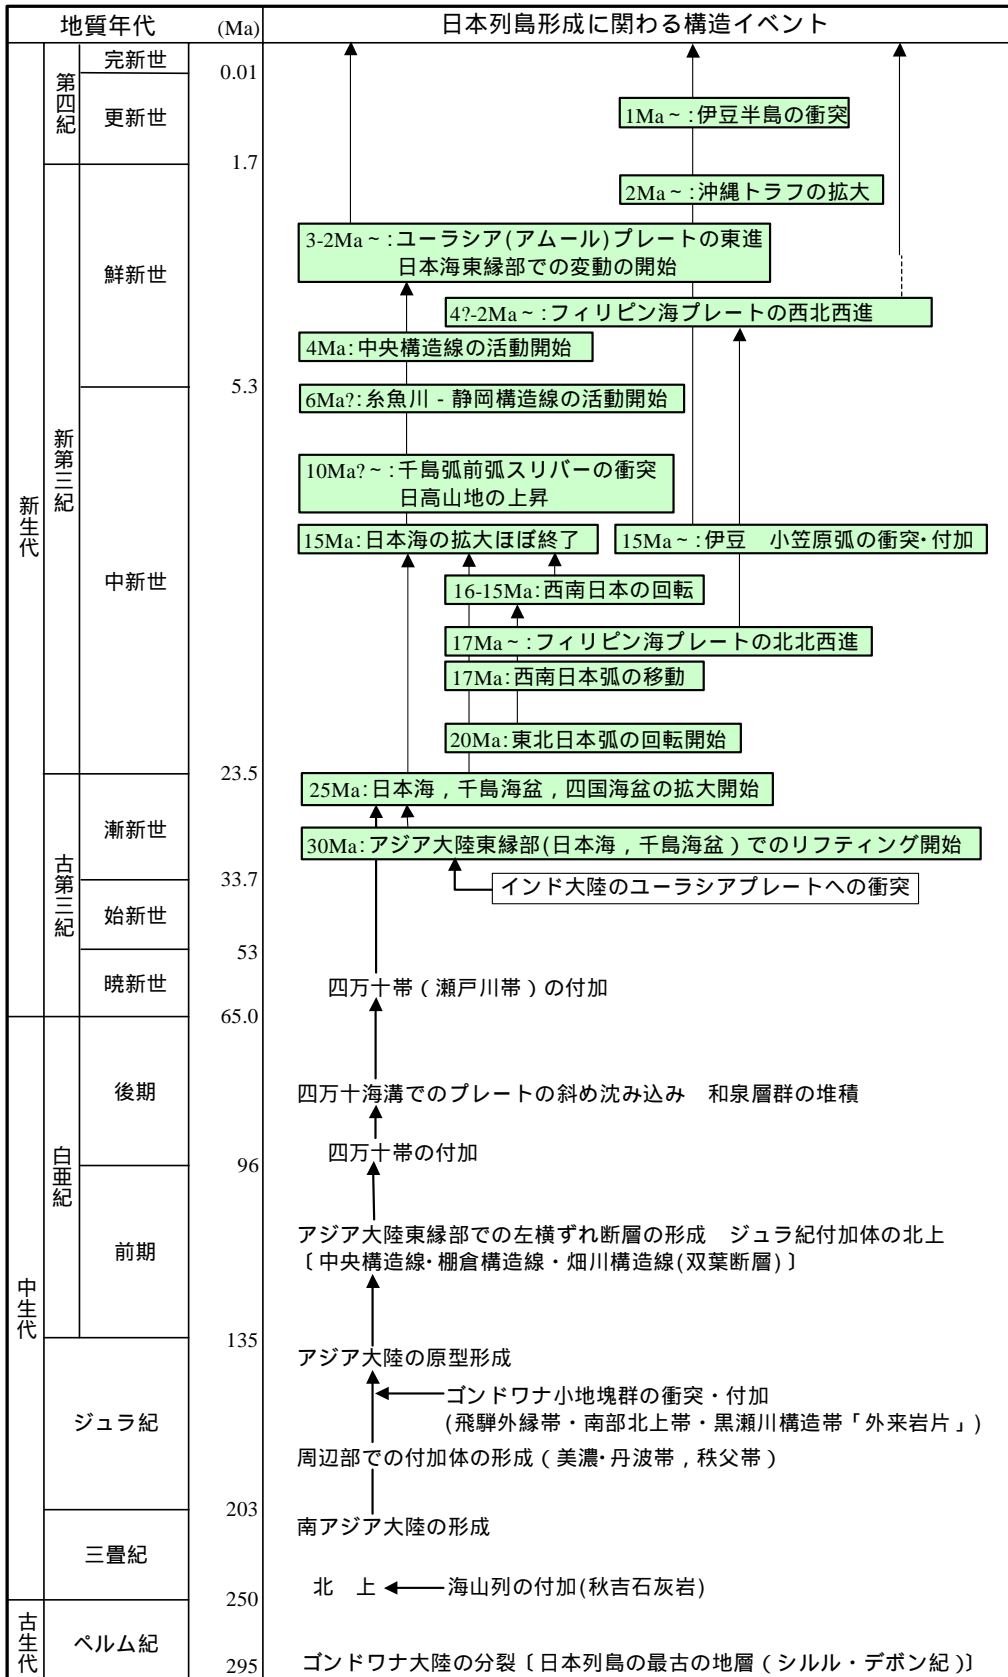 地質年代 (Ma) 日本列島形成に関わる構造イベント
完新世
0.01
第四紀
更新世
1Ma~:伊豆半島の衝突
1.7
2Ma~:沖縄トラフの拡大
3-2Ma~:ユーラシア(アムール)プレートの東進
日本海東縁部での変動の開始
鮮新世
4?-2Ma~:フィリピン海プレートの西北西進
4Ma:中央構造線の活動開始
5.3
6Ma?:糸魚川 - 静岡構造線の活動開始
新第三紀
10Ma?~:千島弧前弧スリバーの衝突
日高山地の上昇
新生代
15Ma:日本海の拡大ほぼ終了
15Ma~:伊豆 小笠原弧の衝突・付加
中新世
16-15Ma:西南日本の回転
17Ma~:フィリピン海プレートの北北西進
17Ma:西南日本弧の移動
20Ma:東北日本弧の回転開始
23.5
25Ma:日本海,千島海盆,四国海盆の拡大開始
漸新世
30Ma:アジア大陸東縁部(日本海,千島海盆)でのリフティング開始
33.7
インド大陸のユーラシアプレートへの衝突
古第三紀
始新世
53
暁新世
四万十帯(瀬戸川帯)の付加
65.0
後期
四万十海溝でのプレートの斜め沈み込み 和泉層群の堆積
四万十帯の付加
96
白亜紀
前期
アジア大陸東縁部での左横ずれ断層の形成 ジュラ紀付加体の北上
〔中央構造線・棚倉構造線・畑川構造線(双葉断層)〕
中生代
135
アジア大陸の原型形成
ゴンドワナ小地塊群の衝突・付加
(飛騨外縁帯・南部北上帯・黒瀬川構造帯「外来岩片」)
ジュラ紀
周辺部での付加体の形成(美濃・丹波帯,秩父帯)
203
南アジア大陸の形成
三畳紀
北 上
海山列の付加(秋吉石灰岩)
250
古生代
ペルム紀
295
ゴンドワナ大陸の分裂〔日本列島の最古の地層(シルル・デボン紀)〕